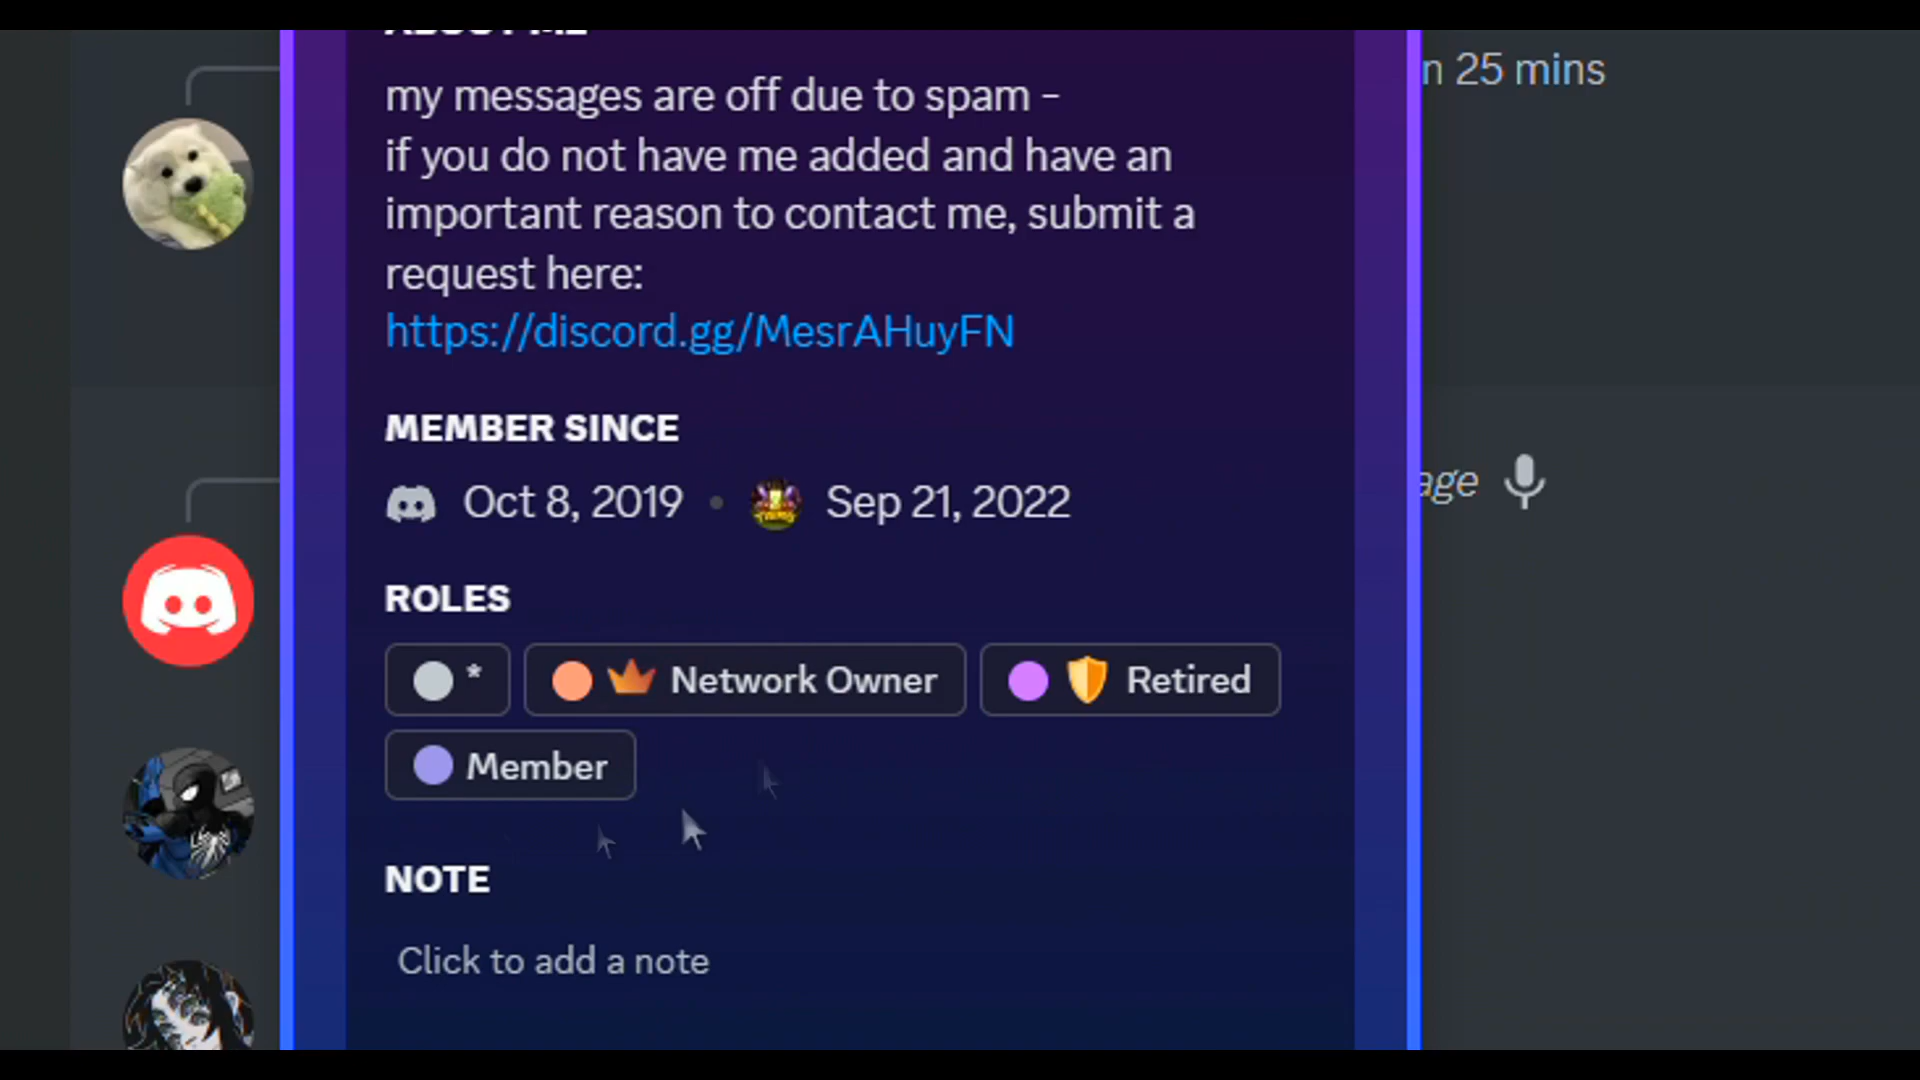 ABOUT ME
my messages are off due to spam -
n 25 mins
if you do not have me added and have an
important reason to contact me, submit a
request here:
https://discord.gg/MesrAHuyFN
MEMBER SINCE
age
Oct 8, 2019 • Sep 21, 2022
ROLES
* Network Owner Retired
Member
NOTE
Click to add a note